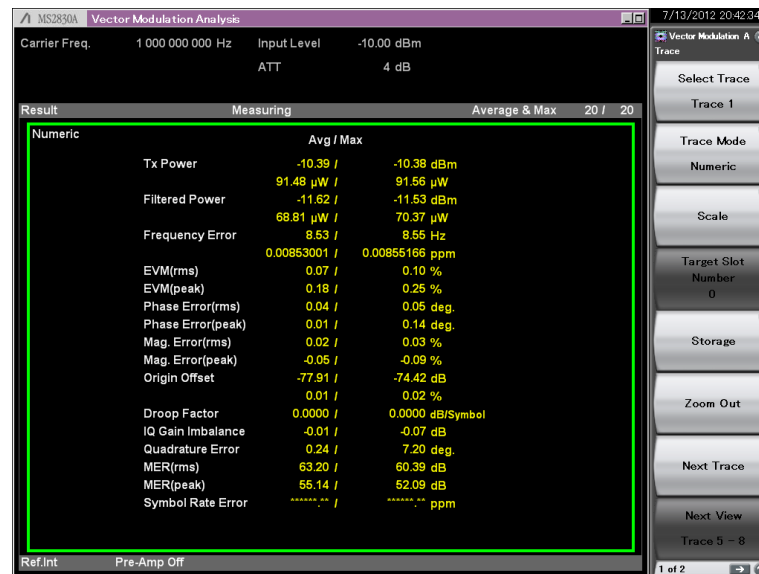 MS2830A Vector Modulation Analysis
7/13/2012 20:42:34
Carrier Freq. 1 000 000 000 Hz Input Level -10.00 dBm
ATT 4 dB
Result Measuring Average & Max 20 / 20
Numeric
Avg / Max
Tx Power -10.39 / -10.38 dBm
91.48 µW / 91.56 µW
Filtered Power -11.62 / -11.53 dBm
68.81 µW / 70.37 µW
Frequency Error 8.53 / 8.55 Hz
0.00853001 / 0.00855166 ppm
EVM(rms) 0.07 / 0.10 %
EVM(peak) 0.18 / 0.25 %
Phase Error(rms) 0.04 / 0.05 deg.
Phase Error(peak) 0.01 / 0.14 deg.
Mag. Error(rms) 0.02 / 0.03 %
Mag. Error(peak) -0.05 / -0.09 %
Origin Offset -77.91 / -74.42 dB
0.01 / 0.02 %
Droop Factor 0.0000 / 0.0000 dB/Symbol
IQ Gain Imbalance -0.01 / -0.07 dB
Quadrature Error 0.24 / 7.20 deg.
MER(rms) 63.20 / 60.39 dB
MER(peak) 55.14 / 52.09 dB
Symbol Rate Error ******.** / ******.** ppm
Ref.Int Pre-Amp Off
Vector Modulation A
Trace
Select Trace
Trace 1
Trace Mode
Numeric
Scale
Target Slot
Number
0
Storage
Zoom Out
Next Trace
Next View
Trace 5 - 8
1 of 2